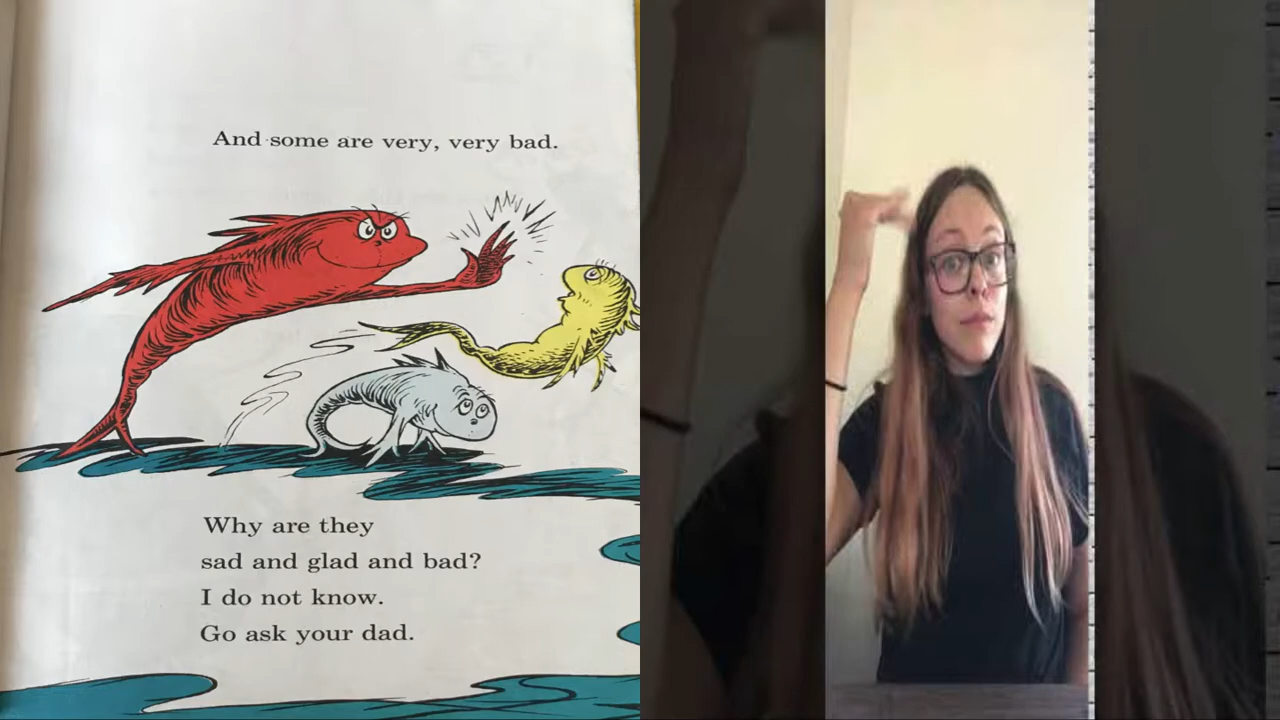 And some are very, very bad.
Why are they
sad and glad and bad?
I do not know.
Go ask your dad.